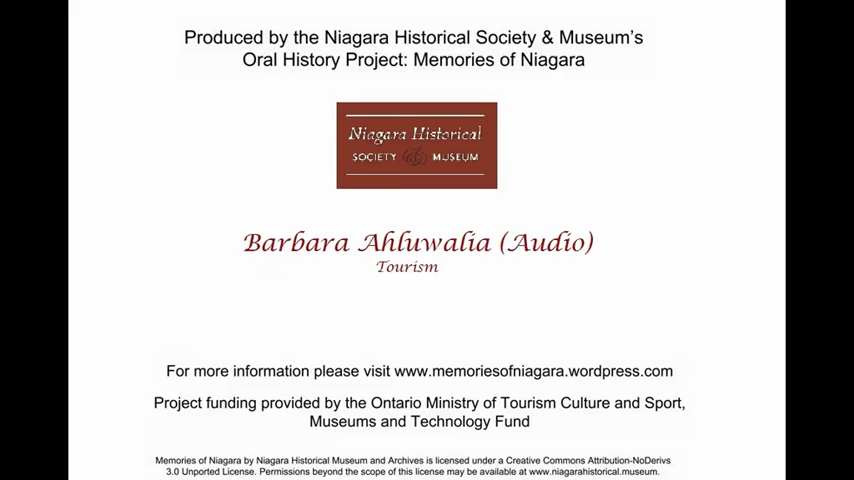 Produced by the Niagara Historical Society & Museum's
Oral History Project: Memories of Niagara
Niagara Historical
SOCIETY & MUSEUM
Barbara Ahluwalia (Audio)
Tourism
For more information please visit www.memoriesofniagara.wordpress.com
Project funding provided by the Ontario Ministry of Tourism Culture and Sport,
Museums and Technology Fund
Memories of Niagara by Niagara Historical Museum and Archives is licensed under a Creative Commons Attribution-NoDerivs
3.0 Unported License. Permissions beyond the scope of this license may be available at www.niagarahistorical.museum.